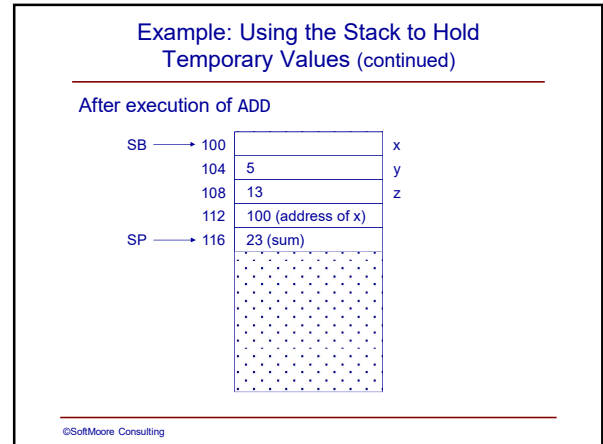 Example: Using the Stack to Hold
Temporary Values (continued)
After execution of ADD
SB 100 x
104 5 y
108 13 z
112 100 (address of x)
SP 116 23 (sum)
©SoftMoore Consulting